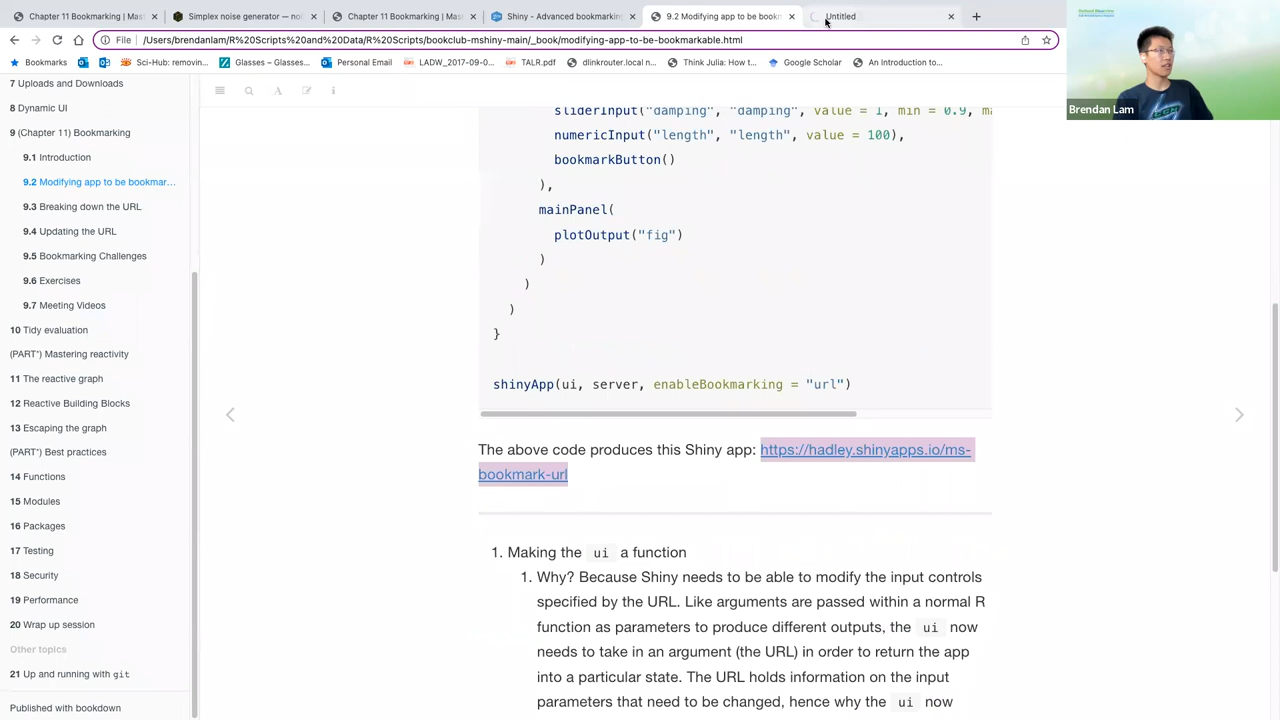 Chapter 11 Bookmarking | Mas
Simplex noise generator — noi
Chapter 11 Bookmarking | Mas
Shiny - Advanced bookmarking
9.2 Modifying app to be bookm
Untitled
File
/Users/brendanlam/R%20Scripts%20and%20Data/R%20Scripts/bookclub-mshiny-main/_book/modifying-app-to-be-bookmarkable.html
Bookmarks
Sci-Hub: removin...
Glasses – Glasses...
Personal Email
LADW_2017-09-0...
TALR.pdf
dlinkrouter.local n...
Think Julia: How t...
Google Scholar
An Introduction to...
Brendan Lam
7 Uploads and Downloads
8 Dynamic UI
9 (Chapter 11) Bookmarking
9.1 Introduction
9.2 Modifying app to be bookmar...
9.3 Breaking down the URL
9.4 Updating the URL
9.5 Bookmarking Challenges
9.6 Exercises
9.7 Meeting Videos
10 Tidy evaluation
(PART*) Mastering reactivity
11 The reactive graph
12 Reactive Building Blocks
13 Escaping the graph
(PART*) Best practices
14 Functions
15 Modules
16 Packages
17 Testing
18 Security
19 Performance
20 Wrap up session
Other topics
21 Up and running with git
Published with bookdown
sliderInput("damping", "damping", value = 1, min = 0.9, ma
numericInput("length", "length", value = 100),
bookmarkButton()
),
mainPanel(
plotOutput("fig")
)
)
)
}
shinyApp(ui, server, enableBookmarking = "url")
The above code produces this Shiny app: https://hadley.shinyapps.io/ms-
bookmark-url
1. Making the ui a function
1. Why? Because Shiny needs to be able to modify the input controls
specified by the URL. Like arguments are passed within a normal R
function as parameters to produce different outputs, the ui now
needs to take in an argument (the URL) in order to return the app
into a particular state. The URL holds information on the input
parameters that need to be changed, hence why the ui now